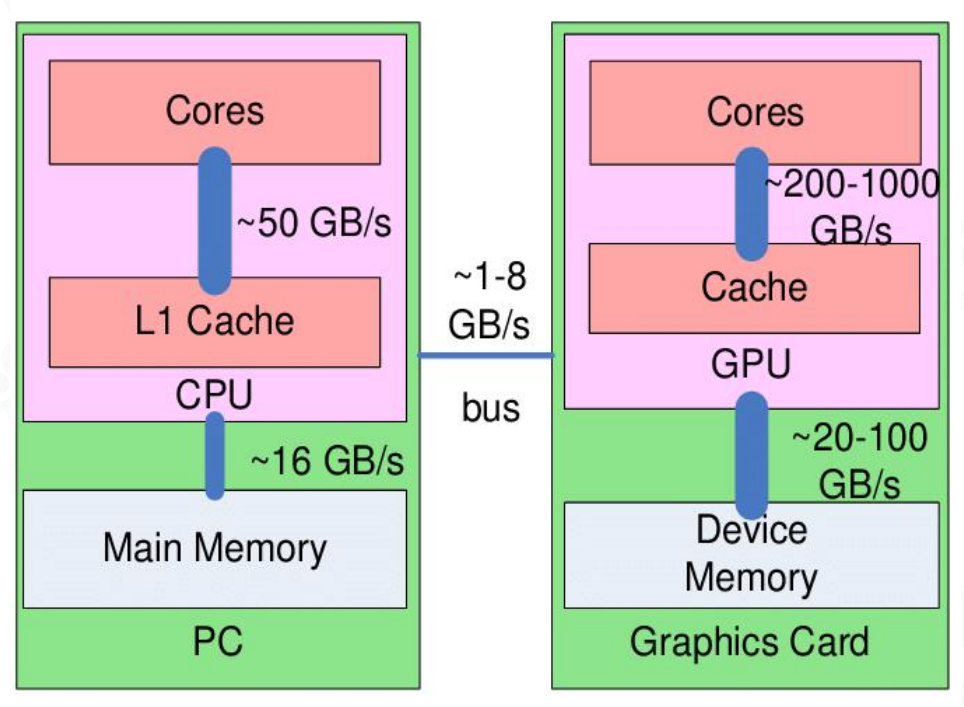 Cores
~50 GB/s
L1 Cache
CPU
~16 GB/s
Main Memory
PC
~1-8
GB/s
bus
Cores
~200-1000
GB/s
Cache
GPU
~20-100
GB/s
Device
Memory
Graphics Card